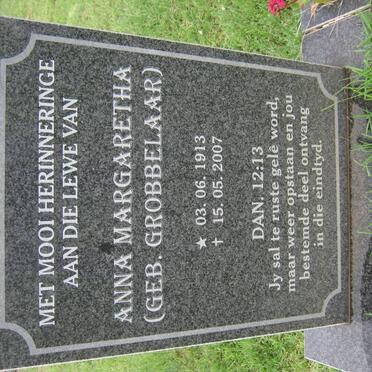 MET MOOI HERINNERINGE
AAN DIE LEWE VAN
ANNA MARGARETHA
(GEB. GROBBELAAR)
★ 03. 06. 1913
† 15. 05. 2007
DAN. 12:13
Jy sal te ruste gelê word,
maar weer opstaan en jou
bestemde deel ontvang
in die eindtyd.